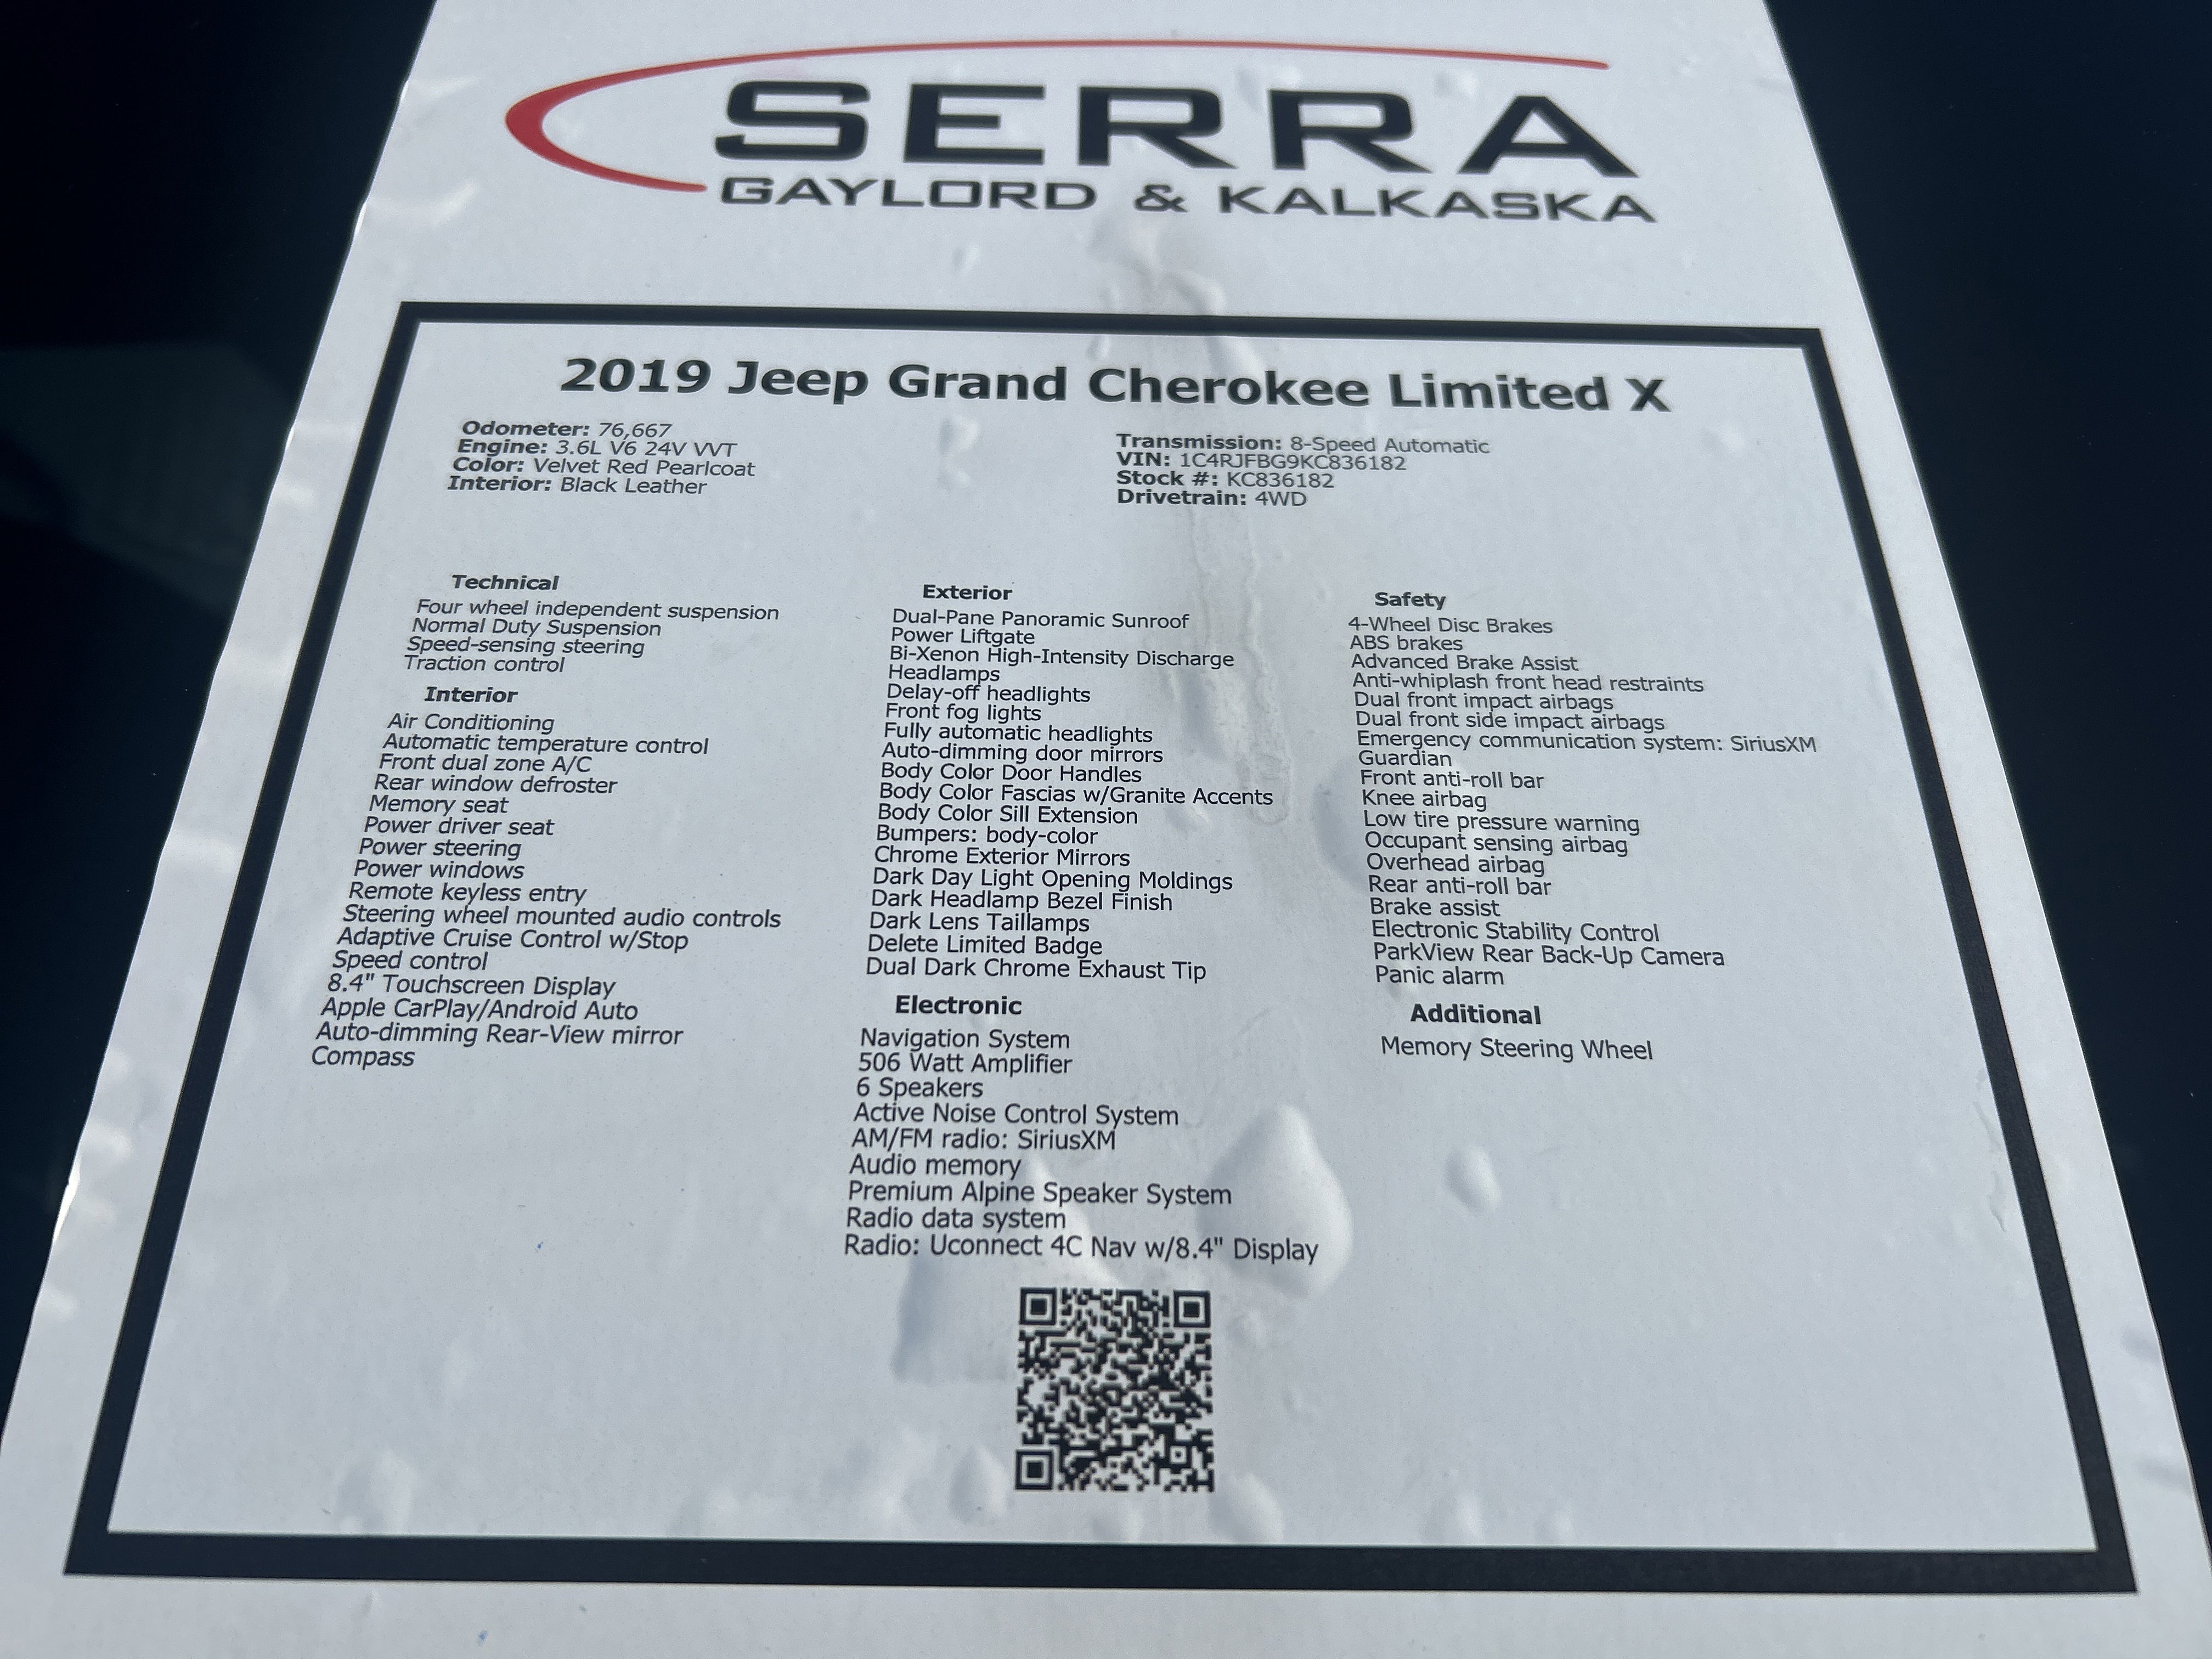 SERRA
GAYLORD & KALKASKA
2019 Jeep Grand Cherokee Limited X
Odometer: 76,667
Engine: 3.6L V6 24V VVT
Color: Velvet Red Pearlcoat
Interior: Black Leather
Transmission: 8-Speed Automatic
VIN: 1C4RJFBG9KC836182
Stock #: KC836182
Drivetrain: 4WD
Technical
Four wheel independent suspension
Normal Duty Suspension
Speed-sensing steering
Traction control
Interior
Air Conditioning
Automatic temperature control
Front dual zone A/C
Rear window defroster
Memory seat
Power driver seat
Power steering
Power windows
Remote keyless entry
Steering wheel mounted audio controls
Adaptive Cruise Control w/Stop
Speed control
8.4" Touchscreen Display
Apple CarPlay/Android Auto
Auto-dimming Rear-View mirror
Compass
Exterior
Dual-Pane Panoramic Sunroof
Power Liftgate
Bi-Xenon High-Intensity Discharge
Headlamps
Delay-off headlights
Front fog lights
Fully automatic headlights
Auto-dimming door mirrors
Body Color Door Handles
Body Color Fascias w/Granite Accents
Body Color Sill Extension
Bumpers: body-color
Chrome Exterior Mirrors
Dark Day Light Opening Moldings
Dark Headlamp Bezel Finish
Dark Lens Taillamps
Delete Limited Badge
Dual Dark Chrome Exhaust Tip
Electronic
Navigation System
506 Watt Amplifier
6 Speakers
Active Noise Control System
AM/FM radio: SiriusXM
Audio memory
Premium Alpine Speaker System
Radio data system
Radio: Uconnect 4C Nav w/8.4" Display
Safety
4-Wheel Disc Brakes
ABS brakes
Advanced Brake Assist
Anti-whiplash front head restraints
Dual front impact airbags
Dual front side impact airbags
Emergency communication system: SiriusXM
Guardian
Front anti-roll bar
Knee airbag
Low tire pressure warning
Occupant sensing airbag
Overhead airbag
Rear anti-roll bar
Brake assist
Electronic Stability Control
ParkView Rear Back-Up Camera
Panic alarm
Additional
Memory Steering Wheel